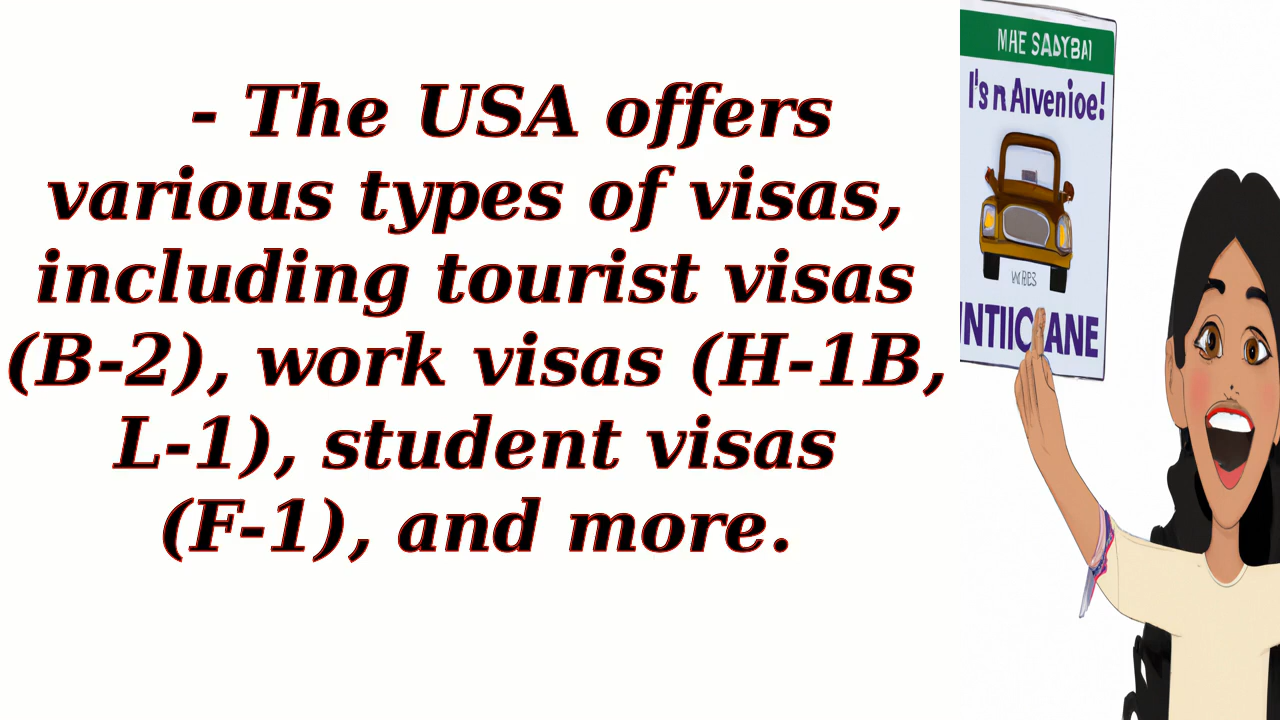 - The USA offers
various types of visas,
including tourist visas
(B-2), work visas (H-1B,
L-1), student visas
(F-1), and more.
I's n Aivenioe!